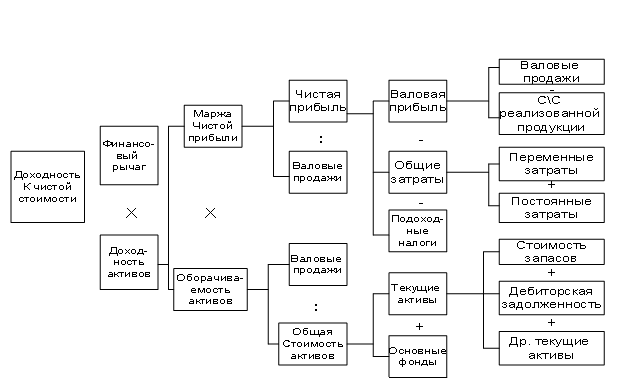 Доходность
К чистой
стоимости
Финансо-
вый
рычаг
×
Доход-
ность
активов
Маржа
Чистой
прибыли
×
Оборачива-
емость
активов
Чистая
прибыль
:
Валовые
продажи
Валовые
продажи
:
Общая
Стоимость
активов
Валовая
прибыль
-
Общие
затраты
-
Подоход-
ные
налоги
Текущие
активы
+
Основные
фонды
Валовые
продажи
-
С\С
реализованной
продукции
Переменные
затраты
+
Постоянные
затраты
Стоимость
запасов
+
Дебиторская
задолженность
+
Др. текущие
активы